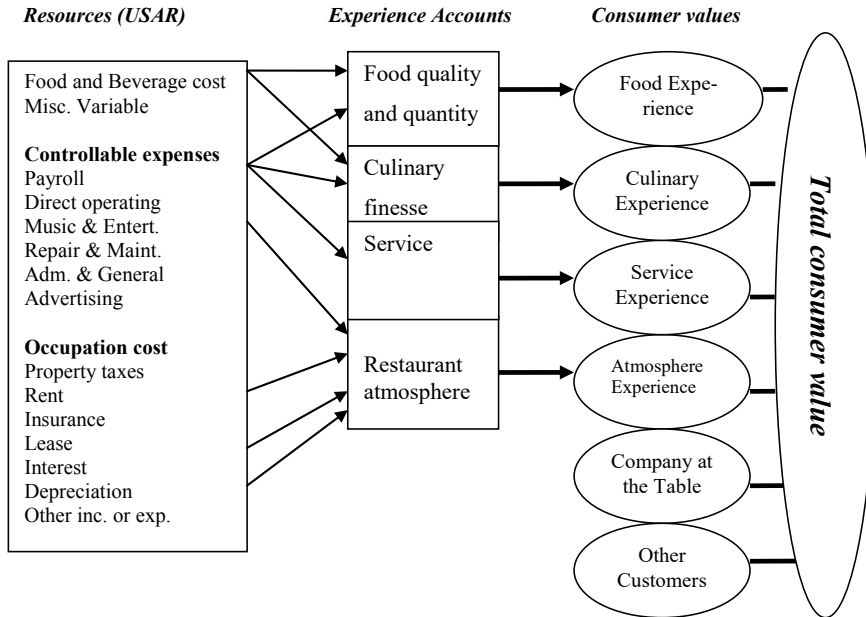 Resources (USAR)
Experience Accounts
Consumer values
Food and Beverage cost
Misc. Variable
Controllable expenses
Payroll
Direct operating
Music & Entert.
Repair & Maint.
Adm. & General
Advertising
Occupation cost
Property taxes
Rent
Insurance
Lease
Interest
Depreciation
Other inc. or exp.
Food quality
and quantity
Culinary
finesse
Service
Restaurant
atmosphere
Food Expe-
rience
Culinary
Experience
Service
Experience
Atmosphere
Experience
Company at
the Table
Other
Customers
Total consumer value